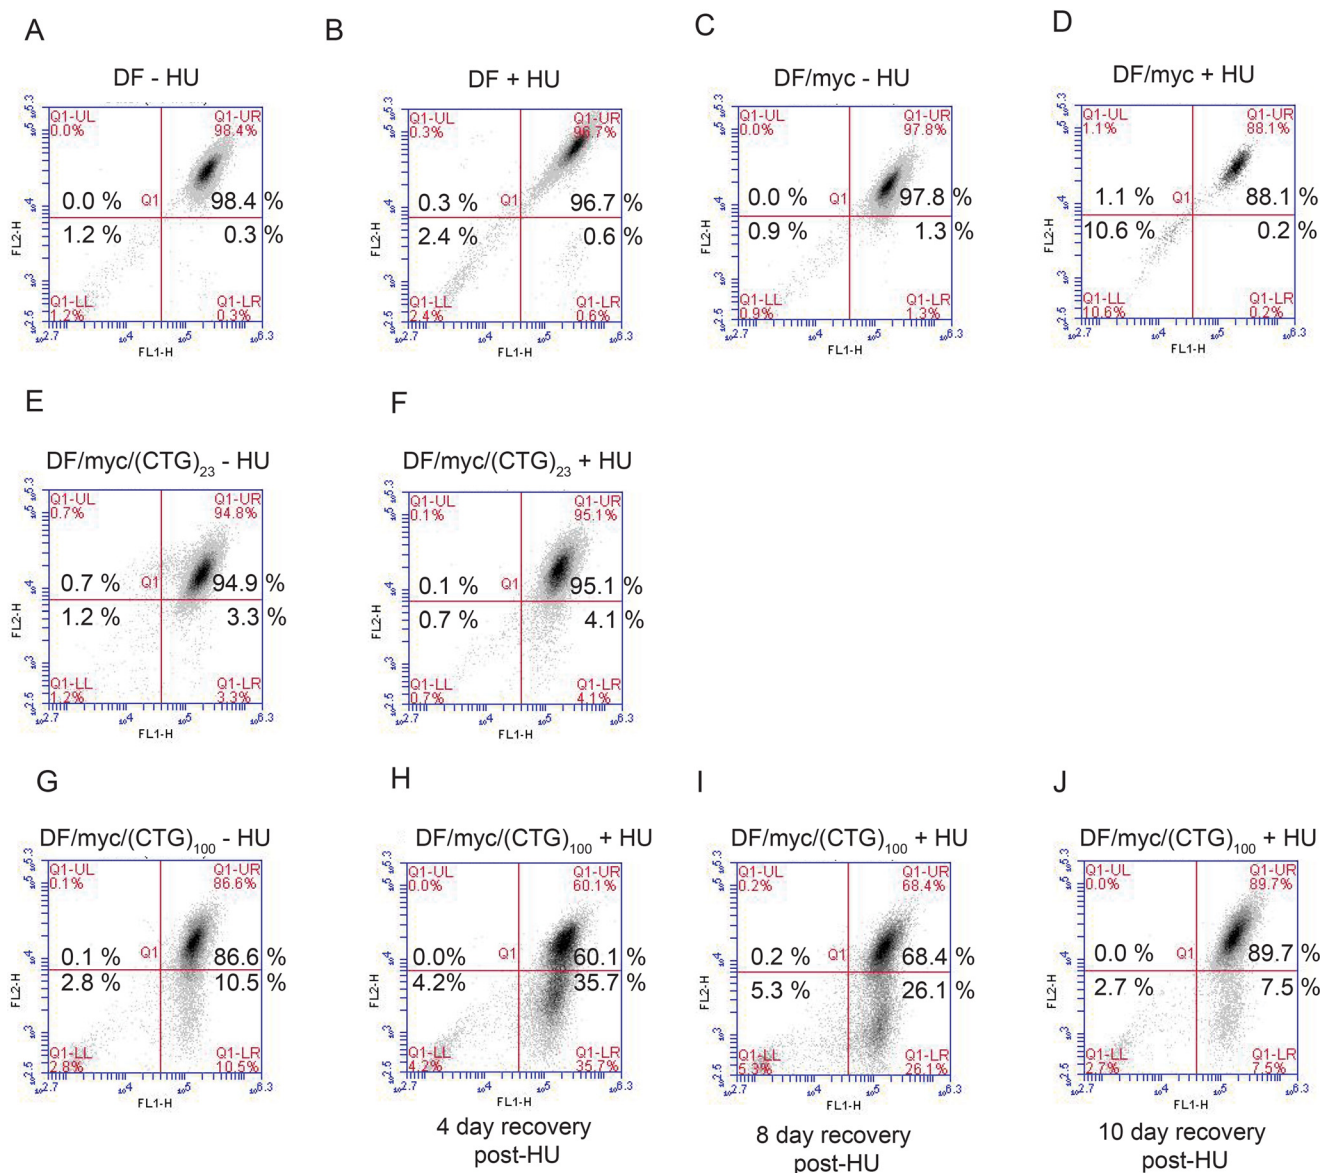 A
B
C
D
DF - HU
DF + HU
DF/myc - HU
DF/myc + HU
Q1-UL
0.0%
Q1-UR
98.4%
0.0 %
Q1
98.4 %
1.2 %
0.3 %
Q1-LL
1.2%
Q1-LR
0.3%
FL2-H
FL1-H
Q1-UL
0.3%
Q1-UR
96.7%
0.3 %
Q1
96.7 %
2.4 %
0.6 %
Q1-LL
2.4%
Q1-LR
0.6%
FL2-H
FL1-H
Q1-UL
0.0%
Q1-UR
97.8%
0.0 %
Q1
97.8 %
0.9 %
1.3 %
Q1-LL
0.9%
Q1-LR
1.3%
FL2-H
FL1-H
Q1-UL
1.1%
Q1-UR
88.1%
1.1 %
Q1
88.1 %
10.6 %
0.2 %
Q1-LL
10.6%
Q1-LR
0.2%
FL2-H
FL1-H
E
F
DF/myc/(CTG)23 - HU
DF/myc/(CTG)23 + HU
Q1-UL
0.7%
Q1-UR
94.8%
0.7 %
Q1
94.9 %
1.2 %
3.3 %
Q1-LL
1.2%
Q1-LR
3.3%
FL2-H
FL1-H
Q1-UL
0.1%
Q1-UR
95.1%
0.1 %
Q1
95.1 %
0.7 %
4.1 %
Q1-LL
0.7%
Q1-LR
4.1%
FL2-H
FL1-H
G
H
I
J
DF/myc/(CTG)100 - HU
DF/myc/(CTG)100 + HU
DF/myc/(CTG)100 + HU
DF/myc/(CTG)100 + HU
Q1-UL
0.1%
Q1-UR
86.6%
0.1 %
Q1
86.6 %
2.8 %
10.5 %
Q1-LL
2.8%
Q1-LR
10.5%
FL2-H
FL1-H
Q1-UL
0.0%
Q1-UR
60.1%
0.0%
Q1
60.1 %
4.2%
35.7 %
Q1-LL
4.2%
Q1-LR
35.7%
FL2-H
FL1-H
4 day recovery
post-HU
Q1-UL
0.2%
Q1-UR
68.4%
0.2 %
Q1
68.4 %
5.3 %
26.1 %
Q1-LL
5.3%
Q1-LR
26.1%
FL2-H
FL1-H
8 day recovery
post-HU
Q1-UL
0.0%
Q1-UR
89.7%
0.0 %
Q1
89.7 %
2.7 %
7.5 %
Q1-LL
2.7%
Q1-LR
7.5%
FL2-H
FL1-H
10 day recovery
post-HU